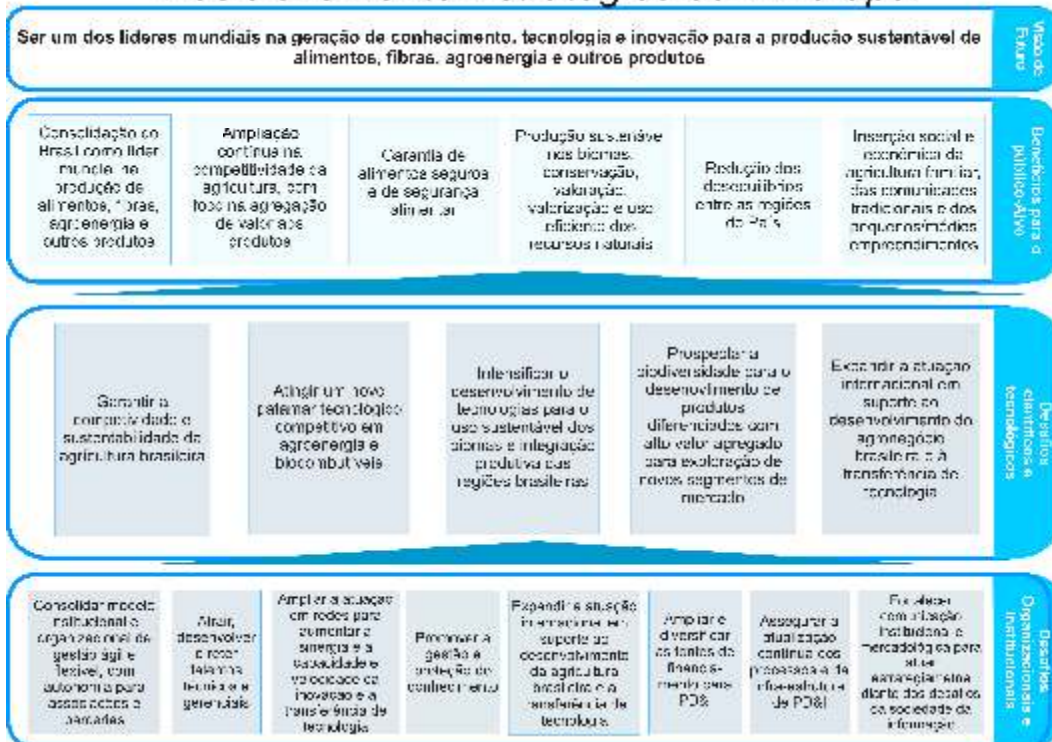 Ser um dos líderes mundiais na geração de conhecimento, tecnologia e inovação para a produção sustentável de
alimentos, fibras, agroenergia e outros produtos
Visão de
Futuro
Consolidação do
Brasil como líder
mundial na
produção de
alimentos, fibras,
agroenergia e
outros produtos
Ampliação
contínua na
competitividade da
agricultura, com
foco na agregação
de valor aos
produtos
Garantia de
alimentos seguros
e de segurança
alimentar
Produção sustentável
nos biomas,
conservação,
valoração,
valorização e uso
eficiente dos
recursos naturais
Redução dos
desequilíbrios
entre as regiões
do País
Inserção social e
econômica da
agricultura familiar,
das comunidades
tradicionais e dos
pequenos/médios
empreendimentos
Benefícios para o
público-Alvo
Garantir a
competividade e
sustentabilidade da
agricultura brasileira
Atingir um novo
patamar tecnológico
competitivo em
agroenergia e
biocombutíveis
Intensificar o
desenvolvimento de
tecnologias para o
uso sustentável dos
biomas e integração
produtiva das
regiões brasileiras
Prospectar a
biodiversidade para o
desenovlimento de
produtos
diferenciados com
alto valor agregado
para exploração de
novos segmentos de
mercado
Expandir a atuação
internacional em
suporte ao
desenvolvimento do
agronegócio
brasileiro e à
transferência de
tecnologia
Desafios
científicos e
tecnológicos
Consolidar modelo
institucional e
organizacional de
gestão ágil e
flexível, com
autonomia para
associações e
parcerias
Atrair,
desenvolver
e reter
talentos
técnicos e
gerenciais
Ampliar a atuação
em redes para
aumentar a
sinergia e a
capacidade e
velocidade da
inovação e a
transferência de
tecnologia
Promover a
gestão e
proteção do
conhecimento
Expandir a atuação
internacional em
suporte ao
desenvolvimento
da agricultura
brasileira e a
transferência de
tecnologia
Ampliar e
diversificar
as fontes de
financia-
mento para
PD&I
Assegurar a
atualização
contínua dos
processos e da
infra-estrutura
de PD&I
Fortalecer
comunicação
institucional e
mercadológica para
atuar
estrategicamente
diante dos desafios
da sociedade da
informação
Desafios
Organizacionais e
Institucionais